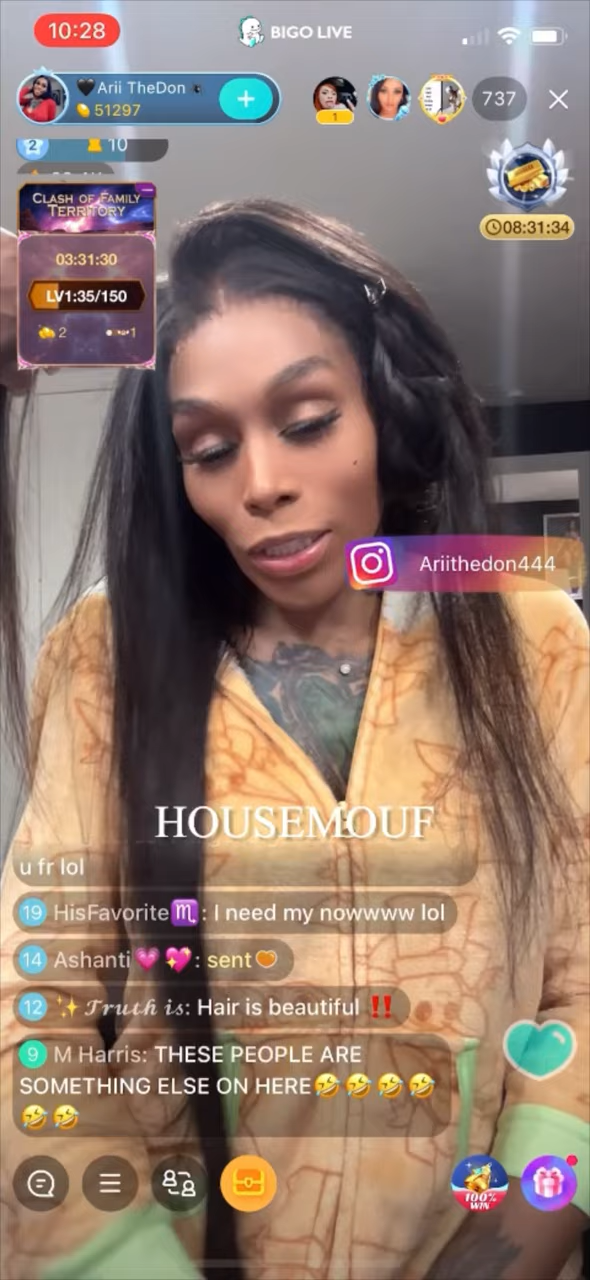 10:28
BIGO LIVE
🖤Arii TheDon
51297
+
1
737
2
10
CLASH OF FAMILY
TERRITORY
03:31:30
LV1:35/150
2
1
08:31:34
Ariithedon444
HOUSEMOUF
u fr lol
19 HisFavorite♏: I need my nowwww lol
14 Ashanti💗💖: sent🧡
12 ✨𝓣𝓻𝓾𝓽𝓱 𝓲𝓼: Hair is beautiful ‼️
9 M Harris: THESE PEOPLE ARE
SOMETHING ELSE ON HERE🤣🤣🤣🤣
🤣🤣
100%
WIN